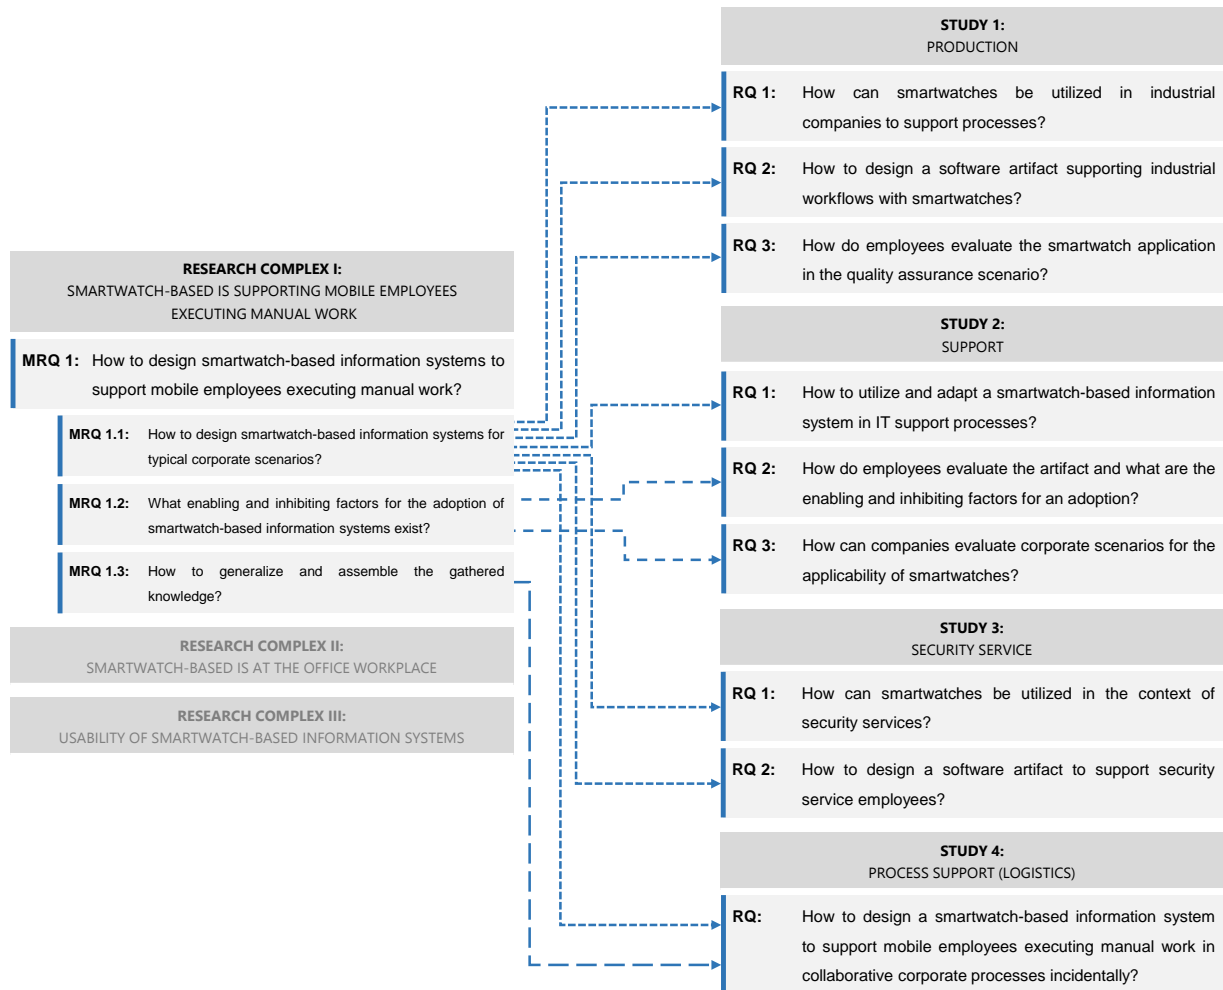 RESEARCH COMPLEX I:
SMARTWATCH-BASED IS SUPPORTING MOBILE EMPLOYEES
EXECUTING MANUAL WORK
MRQ 1: How to design smartwatch-based information systems to
support mobile employees executing manual work?
MRQ 1.1: How to design smartwatch-based information systems for
typical corporate scenarios?
MRQ 1.2: What enabling and inhibiting factors for the adoption of
smartwatch-based information systems exist?
MRQ 1.3: How to generalize and assemble the gathered
knowledge?
RESEARCH COMPLEX II:
SMARTWATCH-BASED IS AT THE OFFICE WORKPLACE
RESEARCH COMPLEX III:
USABILITY OF SMARTWATCH-BASED INFORMATION SYSTEMS
STUDY 1:
PRODUCTION
RQ 1: How can smartwatches be utilized in industrial
companies to support processes?
RQ 2: How to design a software artifact supporting industrial
workflows with smartwatches?
RQ 3: How do employees evaluate the smartwatch application
in the quality assurance scenario?
STUDY 2:
SUPPORT
RQ 1: How to utilize and adapt a smartwatch-based information
system in IT support processes?
RQ 2: How do employees evaluate the artifact and what are the
enabling and inhibiting factors for an adoption?
RQ 3: How can companies evaluate corporate scenarios for the
applicability of smartwatches?
STUDY 3:
SECURITY SERVICE
RQ 1: How can smartwatches be utilized in the context of
security services?
RQ 2: How to design a software artifact to support security
service employees?
STUDY 4:
PROCESS SUPPORT (LOGISTICS)
RQ: How to design a smartwatch-based information system
to support mobile employees executing manual work in
collaborative corporate processes incidentally?